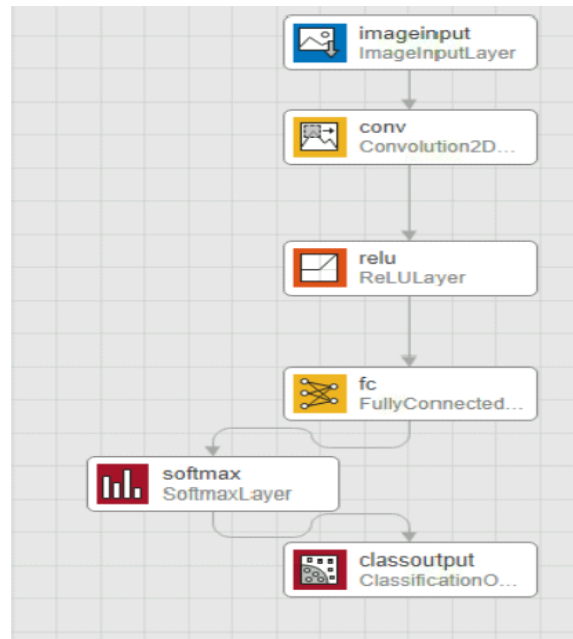 imageinput
ImageInputLayer
conv
Convolution2D...
relu
ReLULayer
fc
FullyConnected...
softmax
SoftmaxLayer
classoutput
ClassificationO...